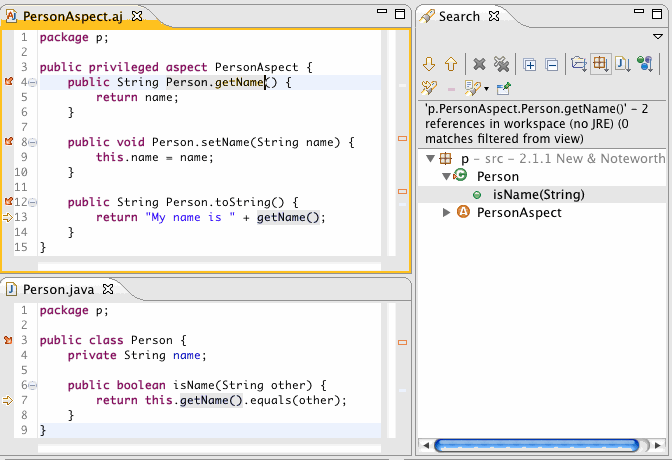 PersonAspect.aj
1 package p;
2
3 public privileged aspect PersonAspect {
4     public String Person.getName() {
5         return name;
6     }
7
8     public void Person.setName(String name) {
9         this.name = name;
10     }
11
12     public String Person.toString() {
13         return "My name is " + getName();
14     }
15 }
Person.java
1 package p;
2
3 public class Person {
4     private String name;
5
6     public boolean isName(String other) {
7         return this.getName().equals(other);
8     }
9 }
Search
'p.PersonAspect.Person.getName()' – 2
references in workspace (no JRE) (0
matches filtered from view)
p – src – 2.1.1 New & Notewort
Person
isName(String)
PersonAspect